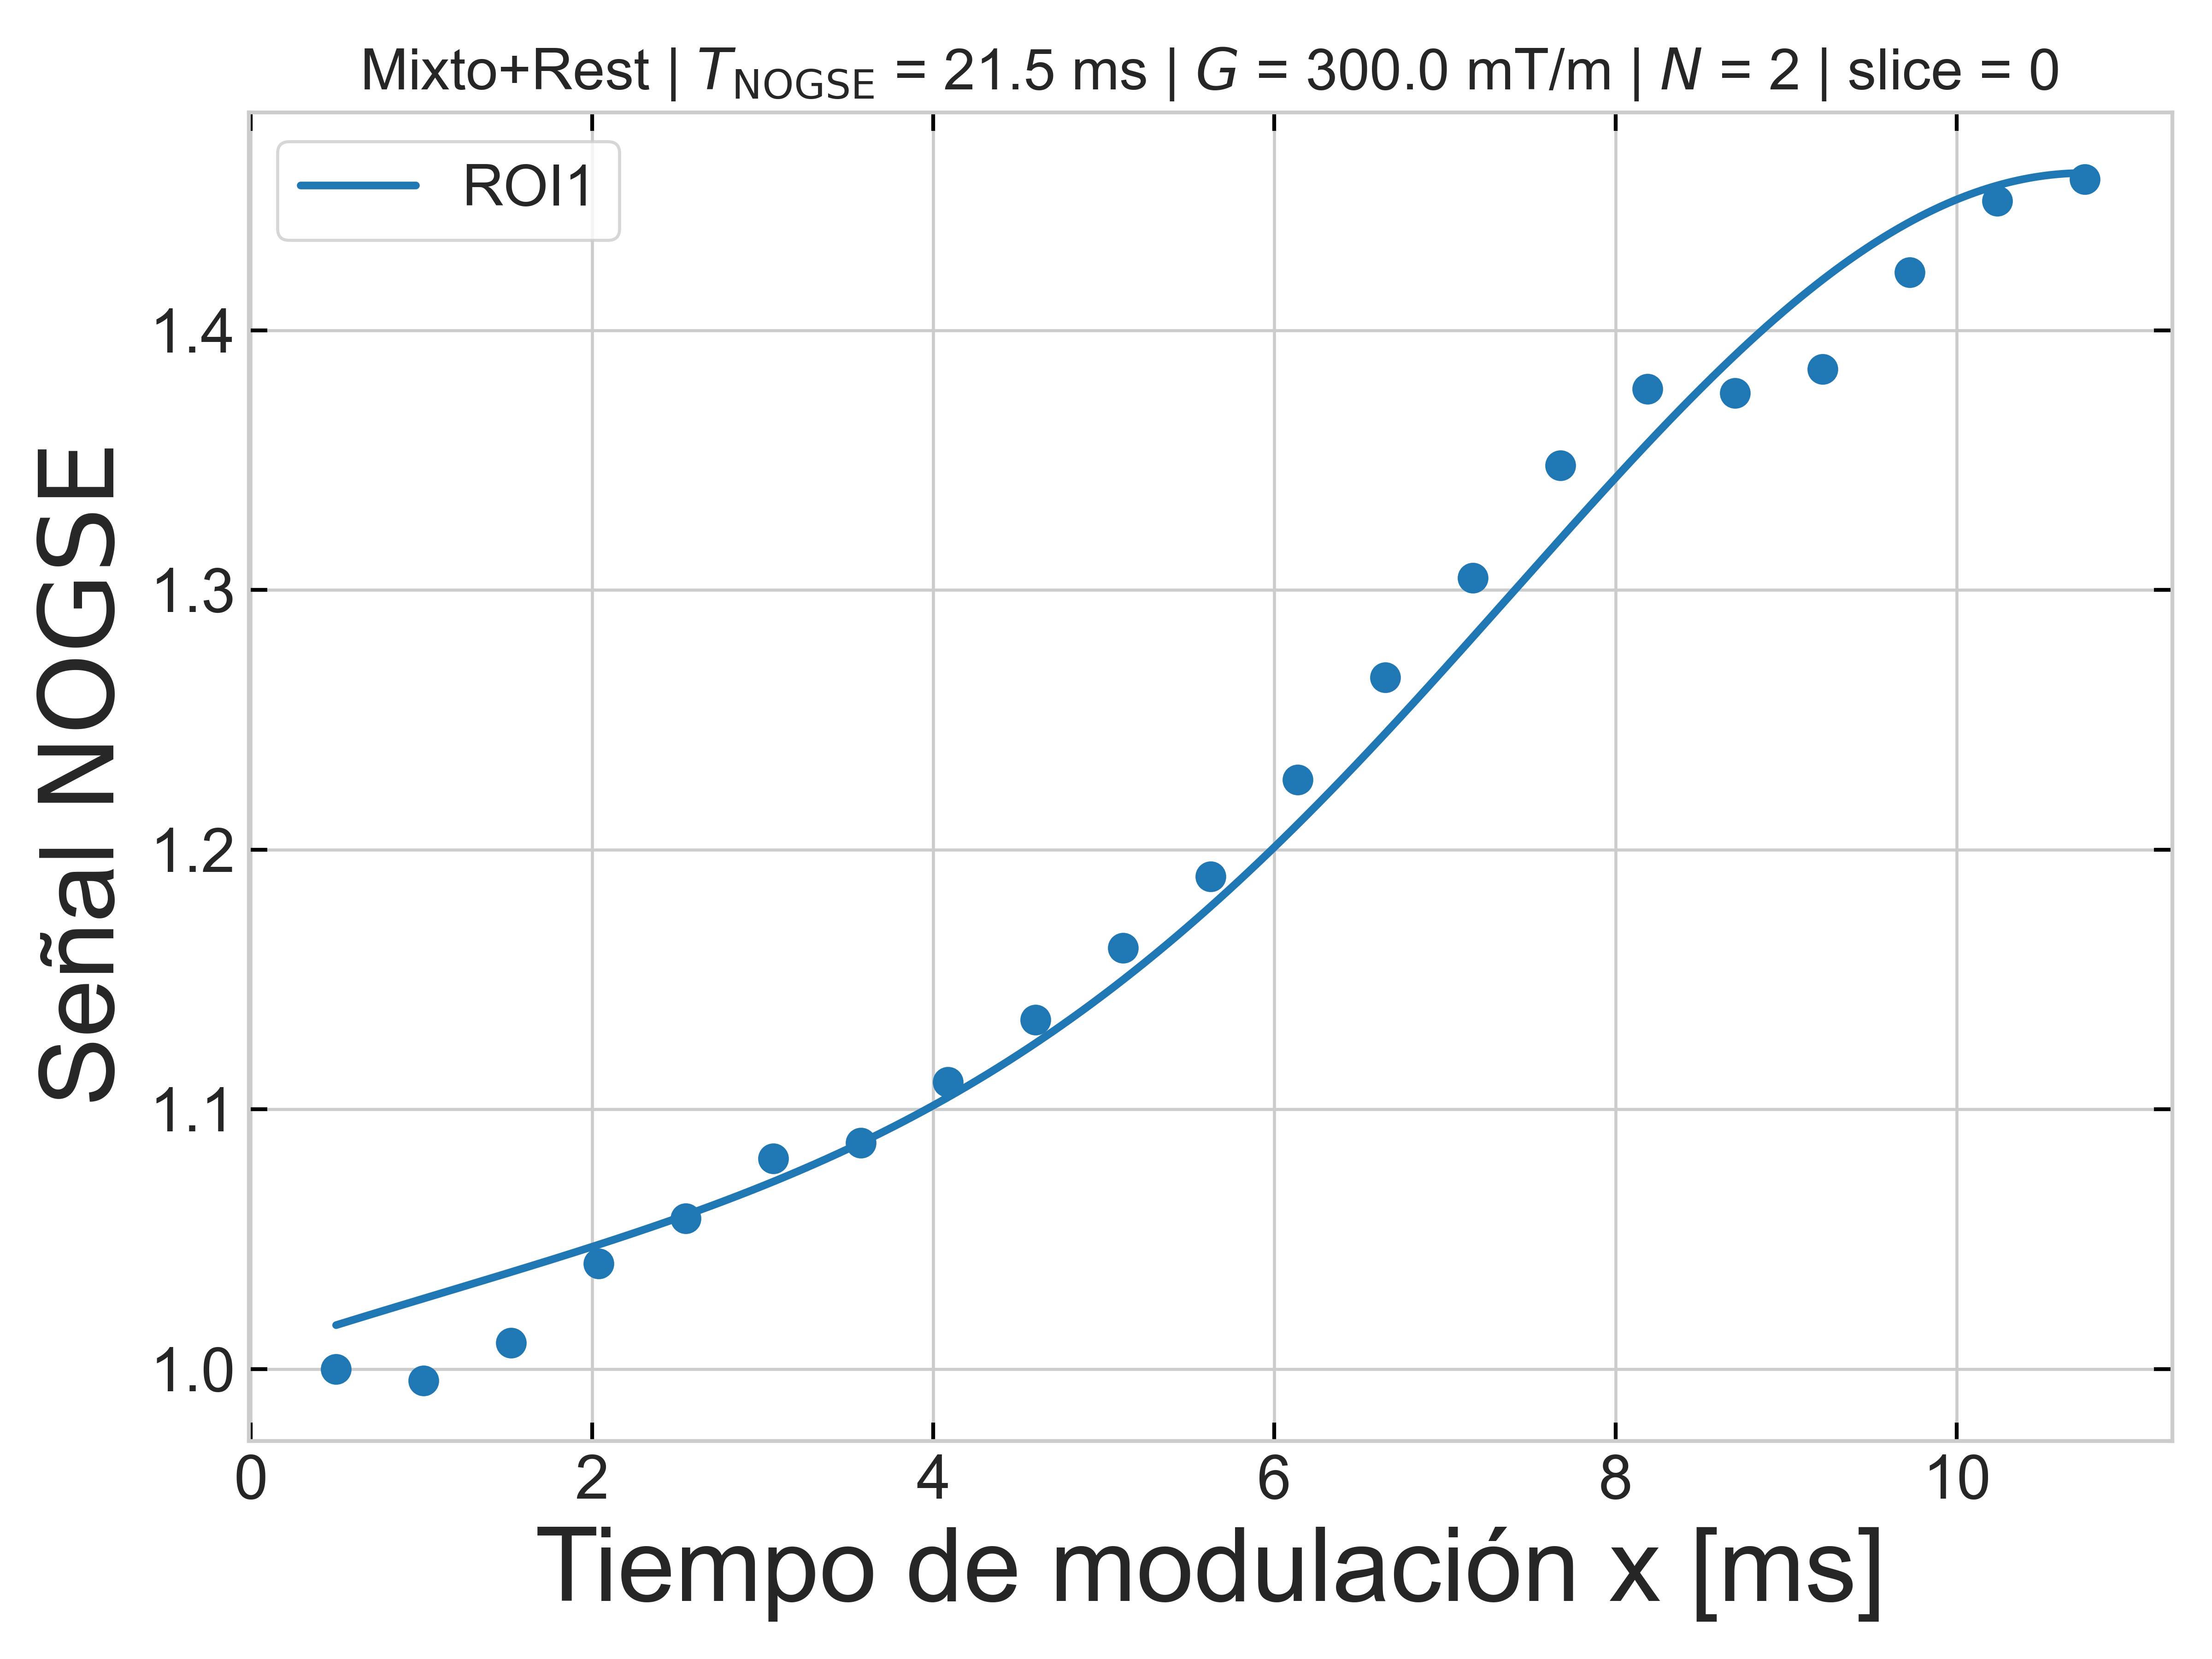 Mixto+Rest | T_NOGSE = 21.5 ms | G = 300.0 mT/m | N = 2 | slice = 0
ROI1
Señal NOGSE
1.4
1.3
1.2
1.1
1.0
0 2 4 6 8 10
Tiempo de modulación x [ms]